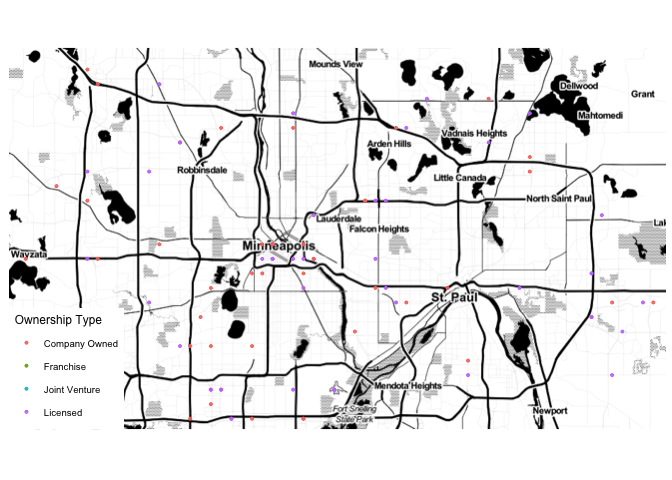 Mounds View
Dellwood
Grant
Mahtomedi
Vadnais Heights
Arden Hills
Robbinsdale
Little Canada
North Saint Paul
Lauderdale
Falcon Heights
Minneapolis
Wayzata
St. Paul
Ownership Type
Company Owned
Franchise
Joint Venture
Licensed
Mendota Heights
Fort Snelling
State Park
Newport